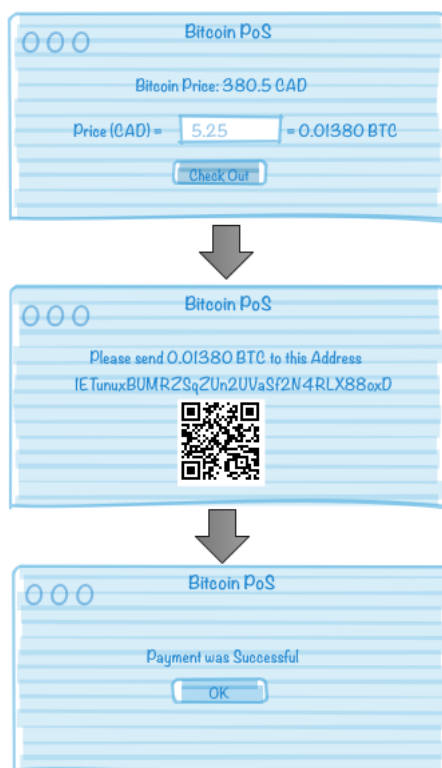 Bitcoin PoS
Bitcoin Price: 380.5 CAD
Price (CAD) = 5.25 = 0.01380 BTC
Check Out
Bitcoin PoS
Please send 0.01380 BTC to this Address
1ETunuxBUMRZSqZUn2UVaSf2N4RLX88oxD
Bitcoin PoS
Payment was Successful
OK